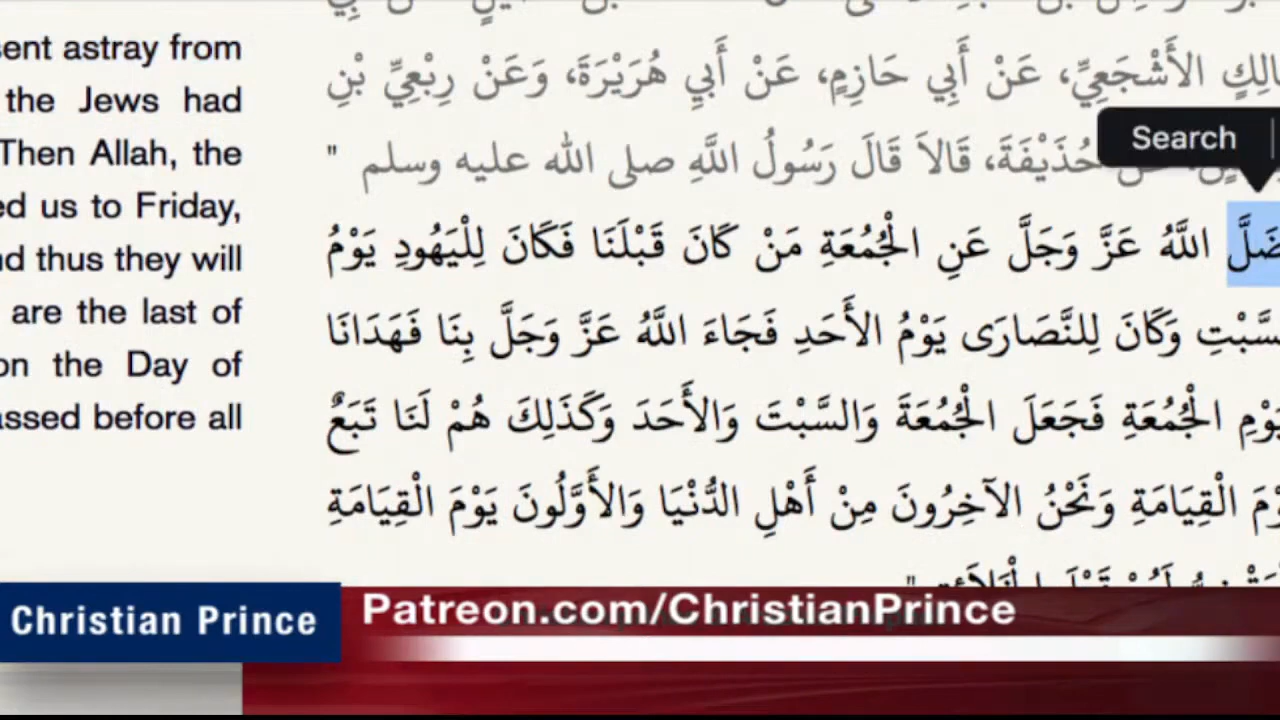 sent astray from
the Jews had
Then Allah, the
ed us to Friday,
nd thus they will
are the last of
on the Day of
assed before all
الِكٍ الأَشْجَعِيِّ، عَنْ أَبِي حَازِمٍ، عَنْ أَبِي هُرَيْرَةَ، وَعَنْ رِبْعِيِّ بْنِ
Search
حُذَيْفَةَ، قَالاَ قَالَ رَسُولُ اللَّهِ صلى الله عليه وسلم "
ضَلَّ اللَّهُ عَزَّ وَجَلَّ عَنِ الْجُمُعَةِ مَنْ كَانَ قَبْلَنَا فَكَانَ لِلْيَهُودِ يَوْمُ
سَّبْتِ وَكَانَ لِلنَّصَارَى يَوْمُ الأَحَدِ فَجَاءَ اللَّهُ عَزَّ وَجَلَّ بِنَا فَهَدَانَا
يَوْمِ الْجُمُعَةِ فَجَعَلَ الْجُمُعَةَ وَالسَّبْتَ وَالأَحَدَ وَكَذَلِكَ هُمْ لَنَا تَبَعٌ
وْمَ الْقِيَامَةِ وَنَحْنُ الآخِرُونَ مِنْ أَهْلِ الدُّنْيَا وَالأَوَّلُونَ يَوْمَ الْقِيَامَةِ
Christian Prince
Patreon.com/ChristianPrince